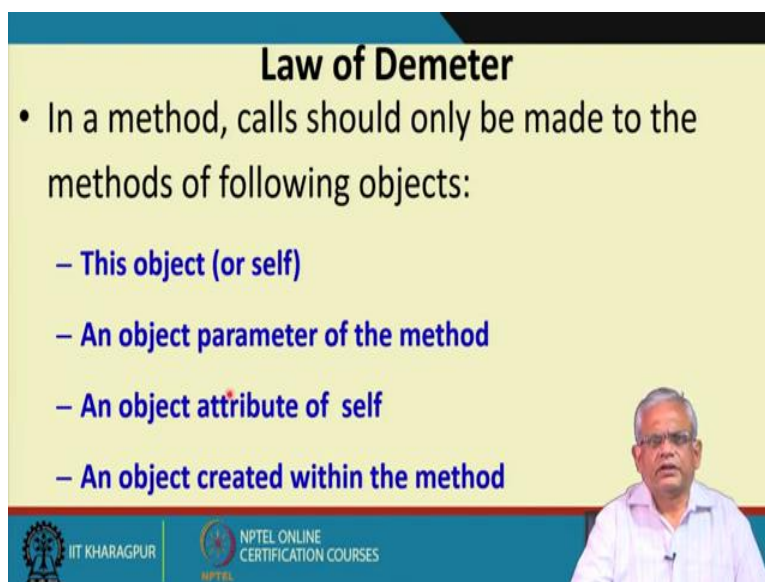 Law of Demeter
• In a method, calls should only be made to the
methods of following objects:
– This object (or self)
– An object parameter of the method
– An object attribute of self
– An object created within the method
IIT KHARAGPUR
NPTEL ONLINE
CERTIFICATION COURSES
NPTEL